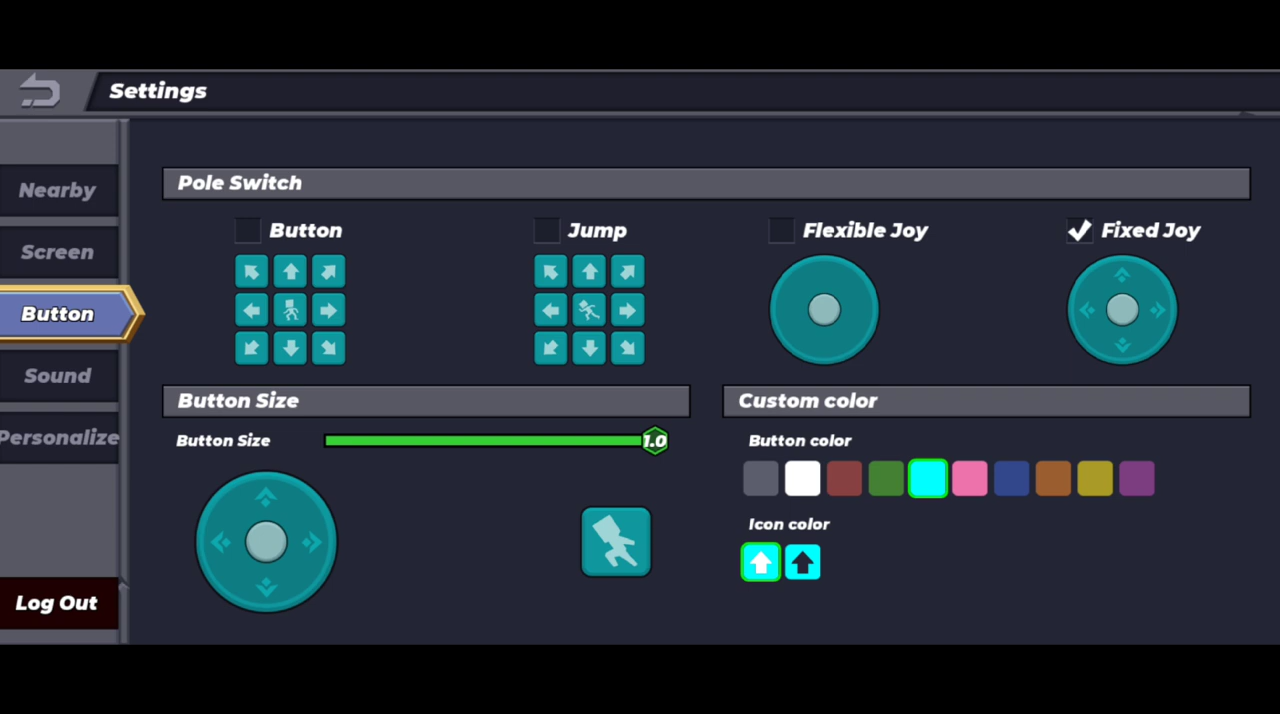 Settings
Nearby
Screen
Button
Sound
Personalize
Log Out
Pole Switch
Button
Jump
Flexible Joy
Fixed Joy
Button Size
Button Size
1.0
Custom color
Button color
Icon color